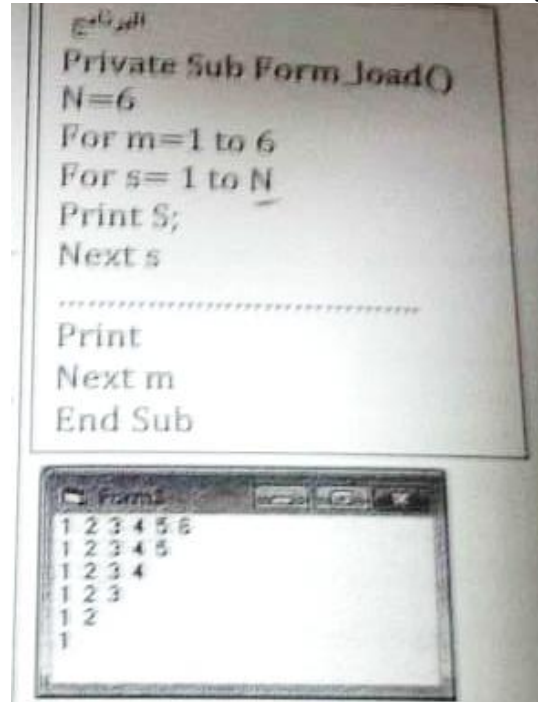 البرنامج
Private Sub Form_load()
N=6
For m=1 to 6
For s= 1 to N
Print S;
Next s
....................................
Print
Next m
End Sub
Form1
1 2 3 4 5 6
1 2 3 4 5
1 2 3 4
1 2 3
1 2
1